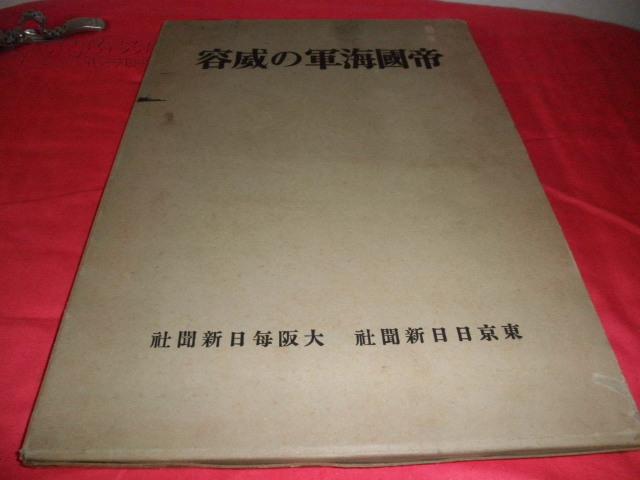 帝國海軍の威容
東京日日新聞社 大阪每日新聞社